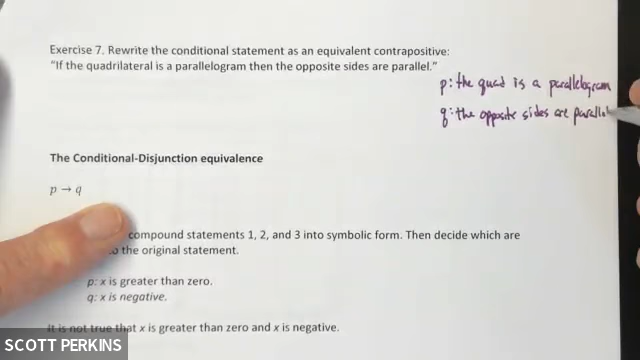 Exercise 7. Rewrite the conditional statement as an equivalent contrapositive:
"If the quadrilateral is a parallelogram then the opposite sides are parallel."
p: the quad is a parallelogram
q: the opposite sides are parallel
The Conditional-Disjunction equivalence
p → q
compound statements 1, 2, and 3 into symbolic form. Then decide which are
the original statement.
p: x is greater than zero.
q: x is negative.
It is not true that x is greater than zero and x is negative.
SCOTT PERKINS